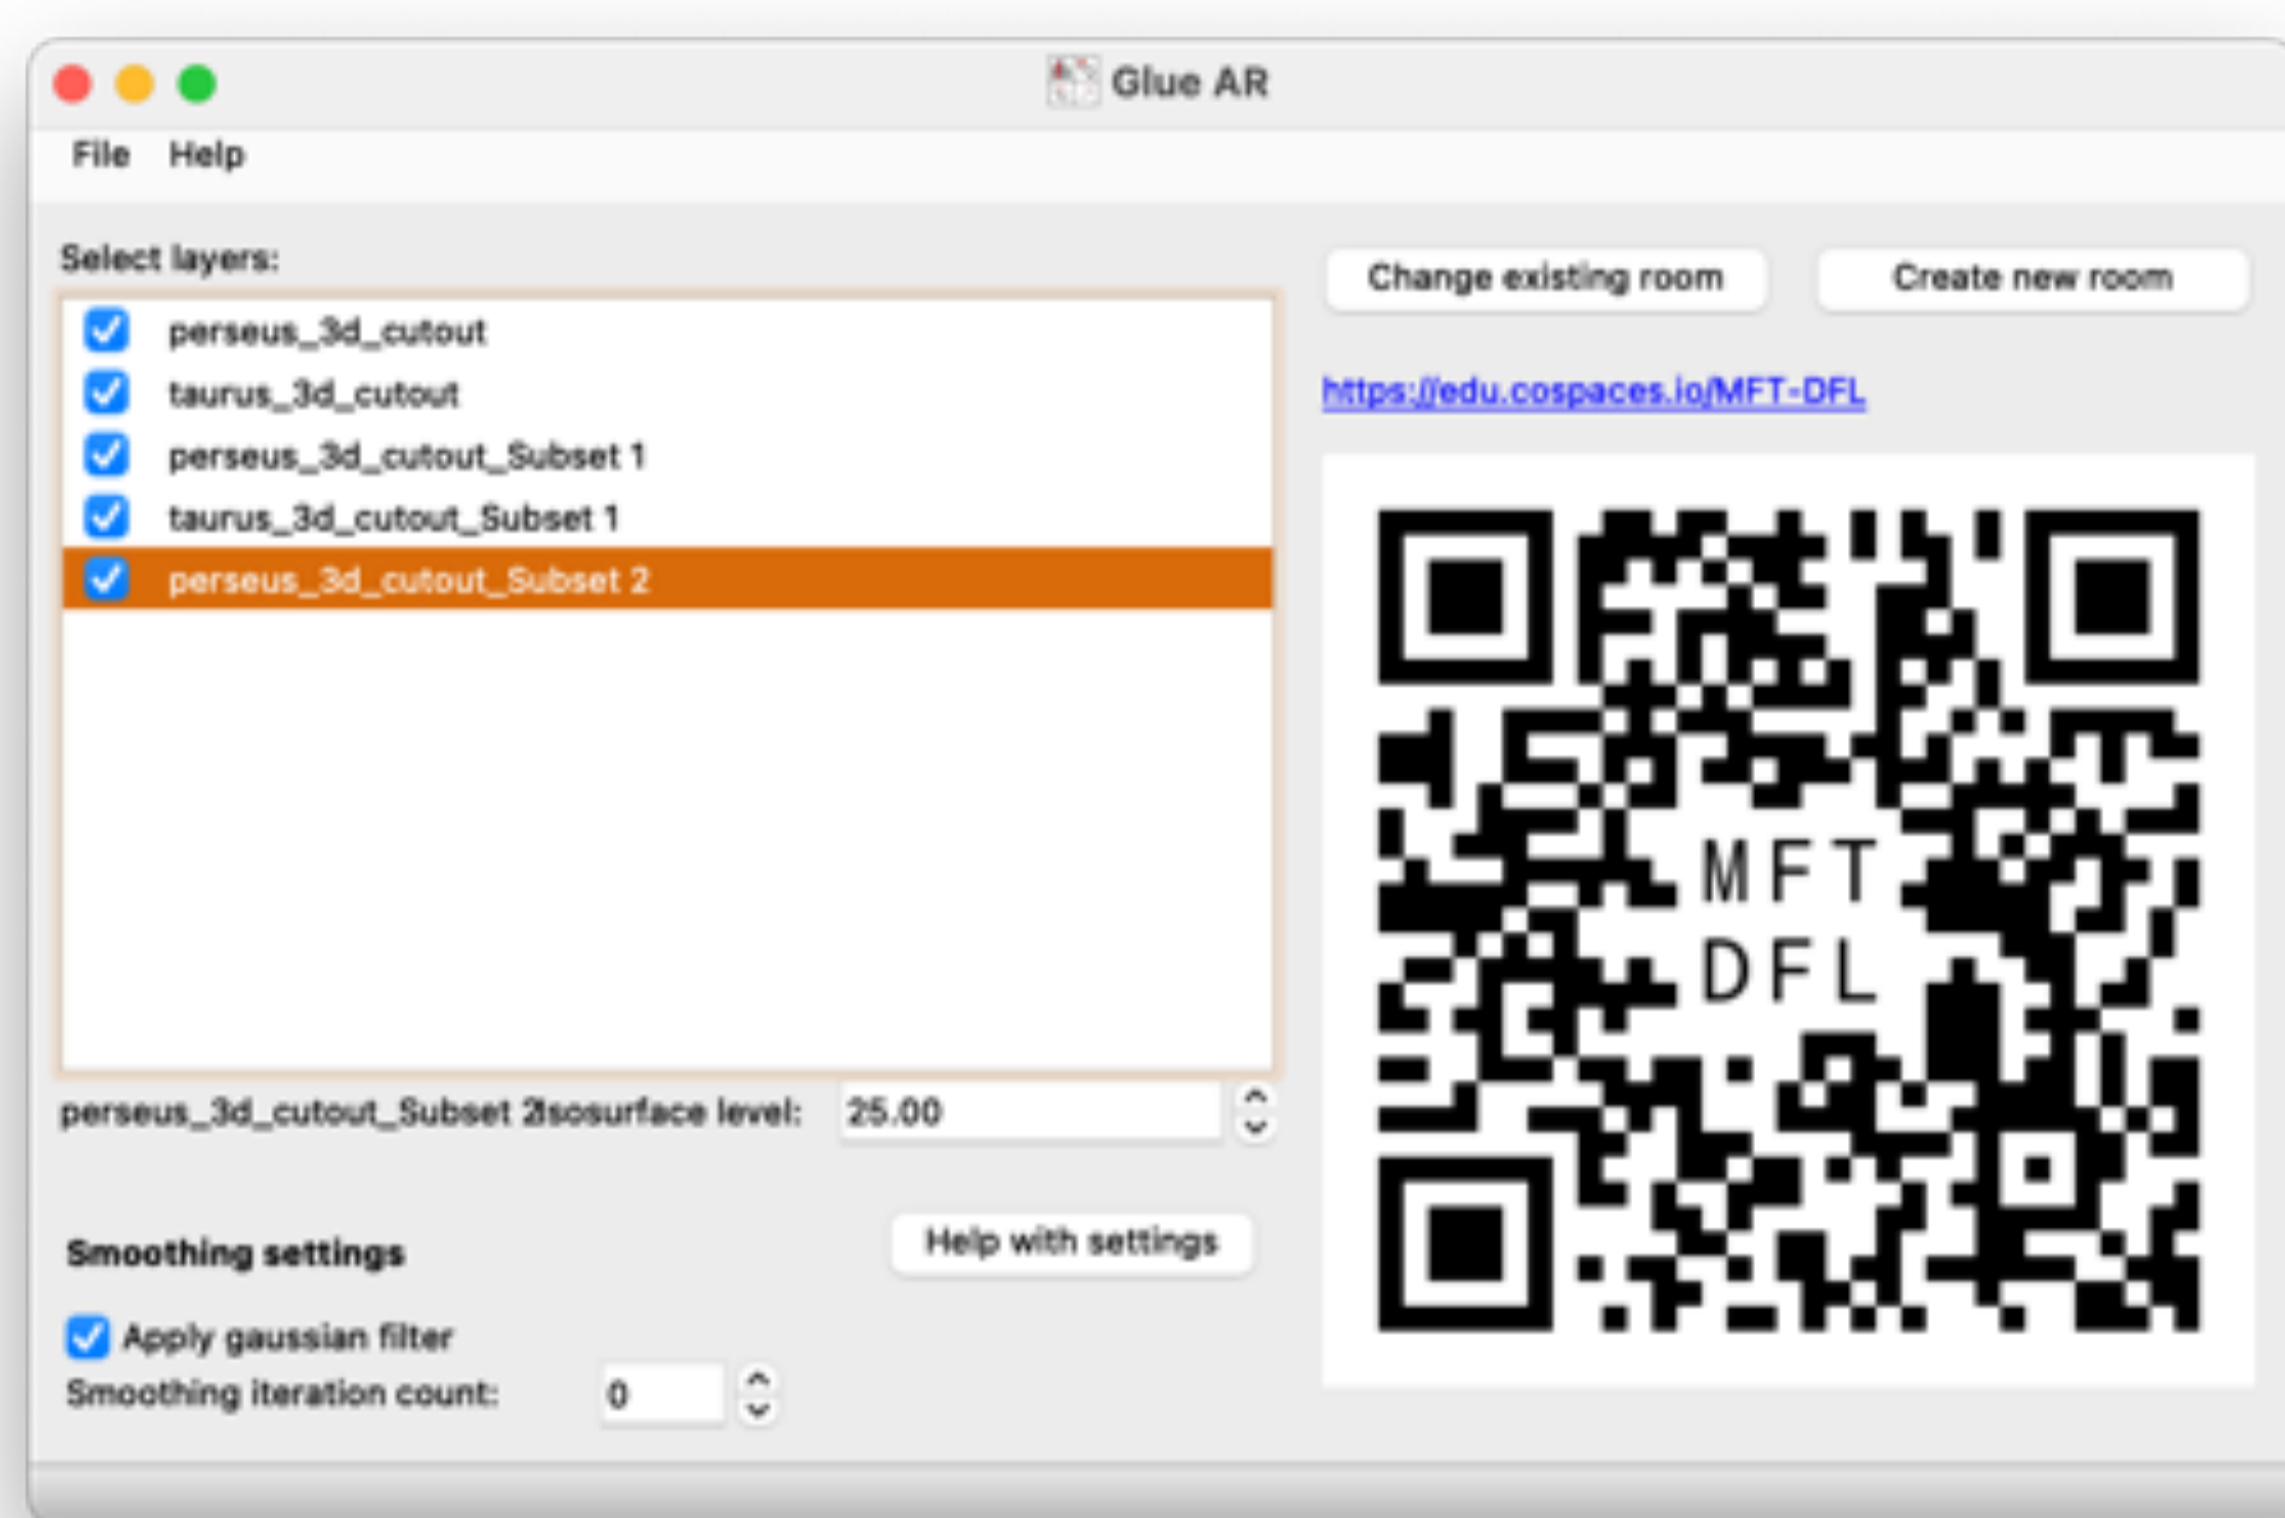 Glue AR
File Help
Select layers:
perseus_3d_cutout
taurus_3d_cutout
perseus_3d_cutout_Subset 1
taurus_3d_cutout_Subset 1
perseus_3d_cutout_Subset 2
perseus_3d_cutout_Subset 2Isosurface level: 25.00
Smoothing settings
Help with settings
Apply gaussian filter
Smoothing iteration count: 0
Change existing room Create new room
https://edu.cospaces.io/MFT-DFL
MFT
DFL